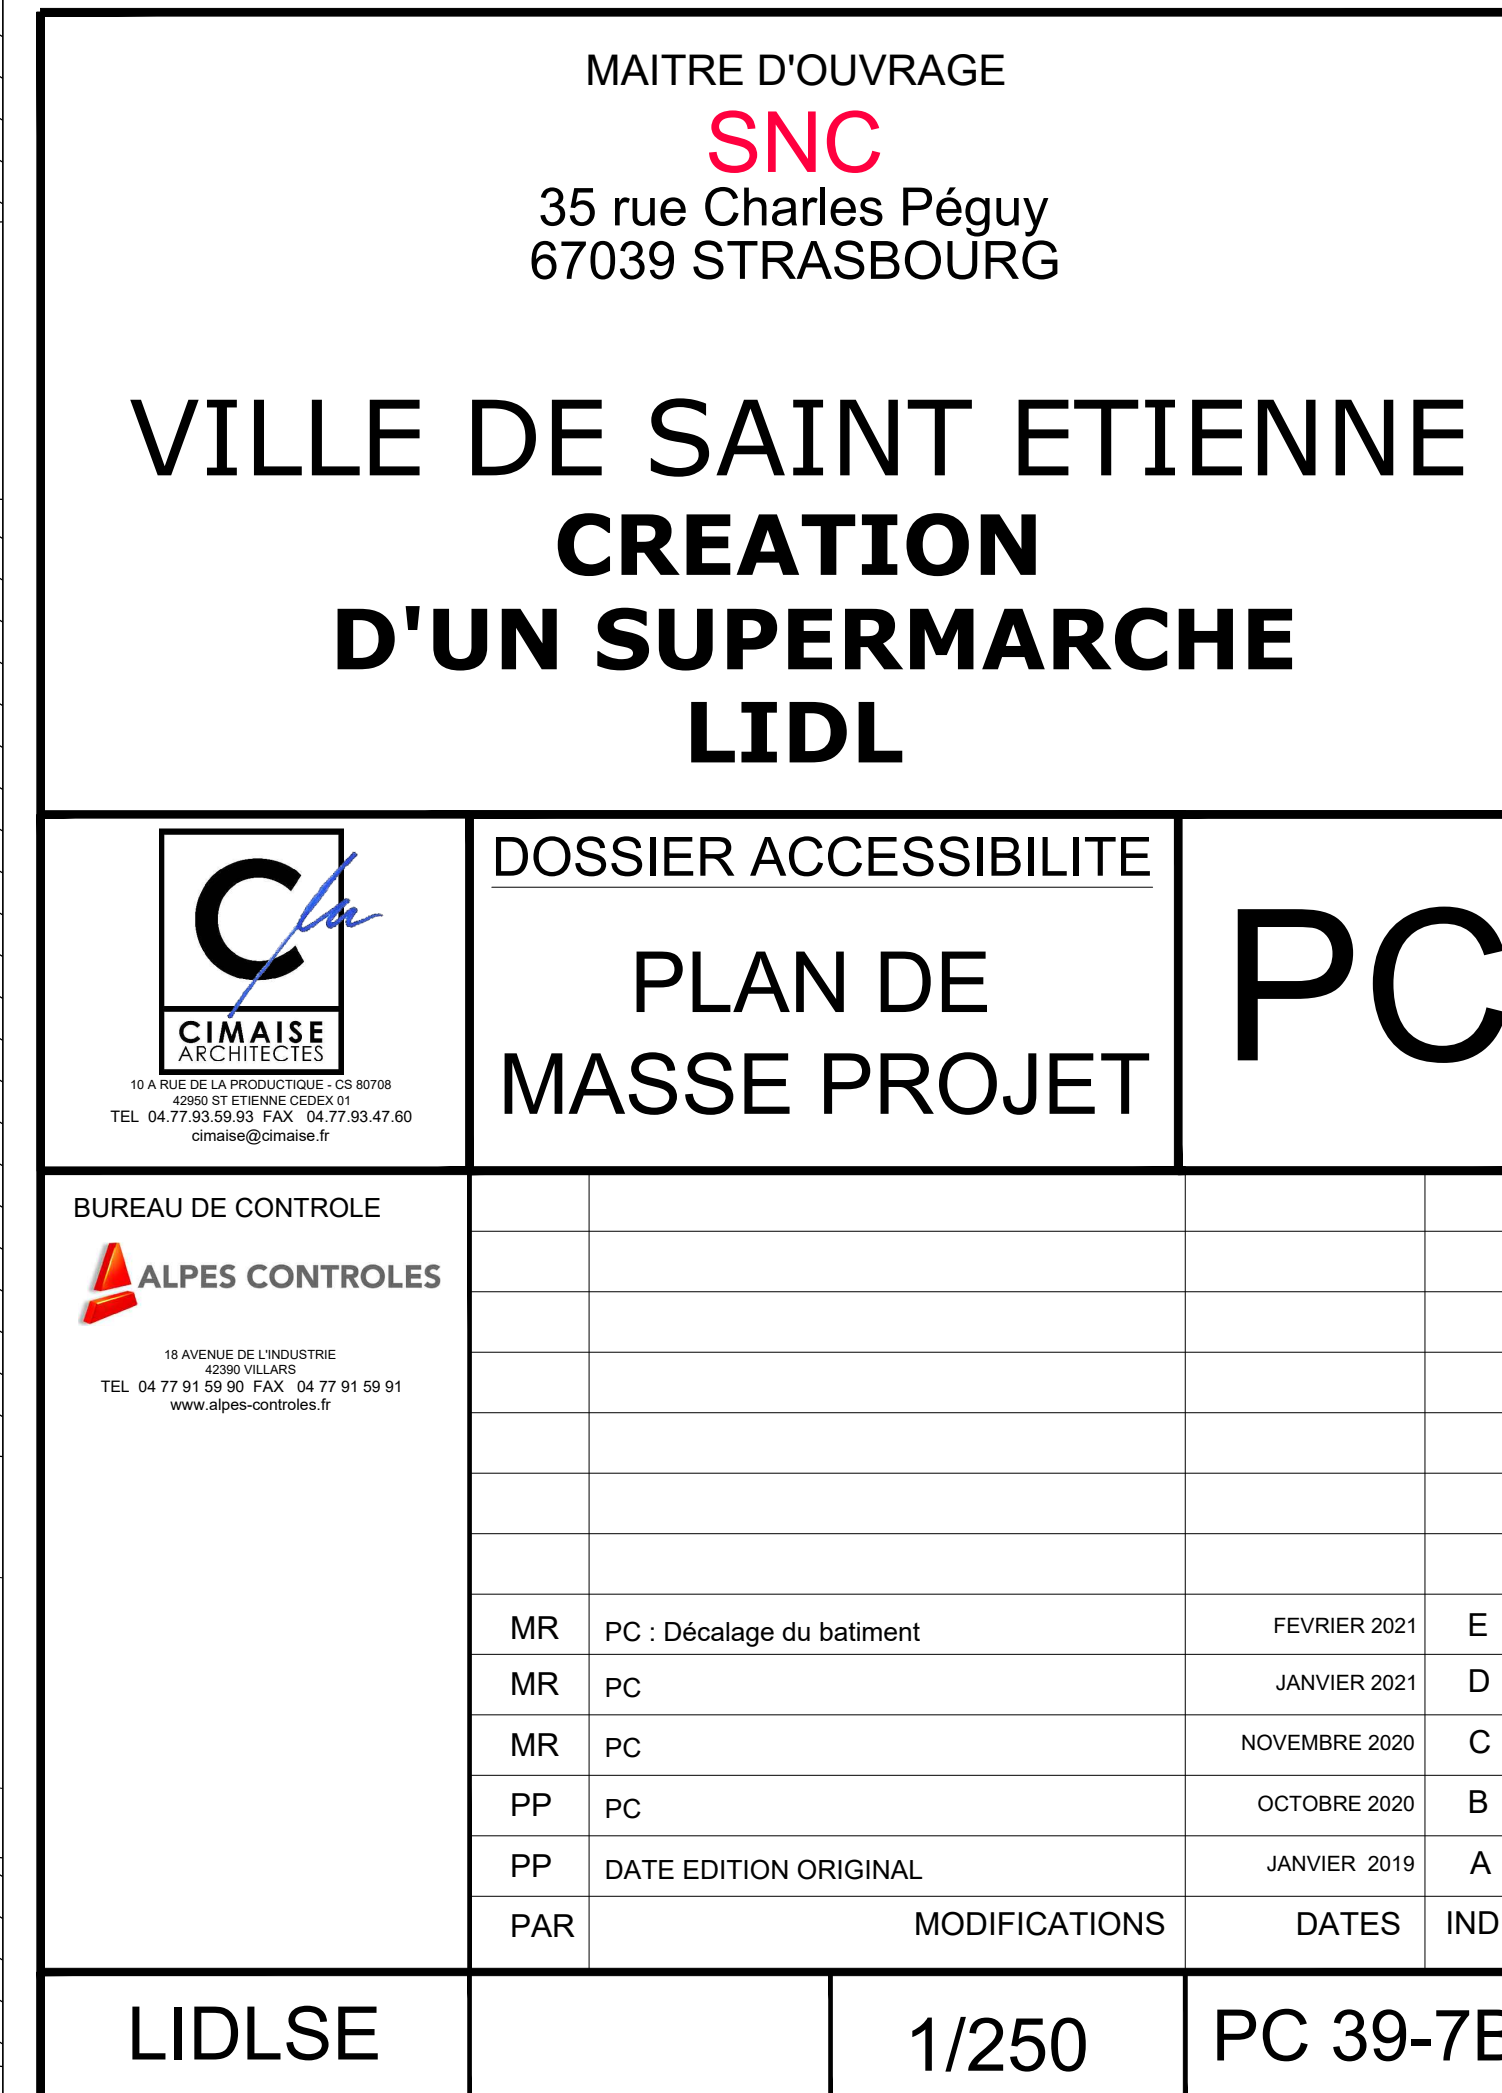 MAITRE D'OUVRAGE
SNC
35 rue Charles Péguy
67039 STRASBOURG
VILLE DE SAINT ETIENNE
CREATION
D'UN SUPERMARCHE
LIDL
CIMAISE
ARCHITECTES
10 A RUE DE LA PRODUCTIQUE - CS 80708
42950 ST ETIENNE CEDEX 01
TEL 04.77.93.59.93 FAX 04.77.93.47.60
cimaise@cimaise.fr
DOSSIER ACCESSIBILITE
PLAN DE
MASSE PROJET
PC
BUREAU DE CONTROLE
ALPES CONTROLES
18 AVENUE DE L'INDUSTRIE
42390 VILLARS
TEL 04 77 91 59 90 FAX 04 77 91 59 91
www.alpes-controles.fr
MR PC : Décalage du batiment FEVRIER 2021 E
MR PC JANVIER 2021 D
MR PC NOVEMBRE 2020 C
PP PC OCTOBRE 2020 B
PP DATE EDITION ORIGINAL JANVIER 2019 A
PAR MODIFICATIONS DATES IND
LIDLSE 1/250 PC 39-7B